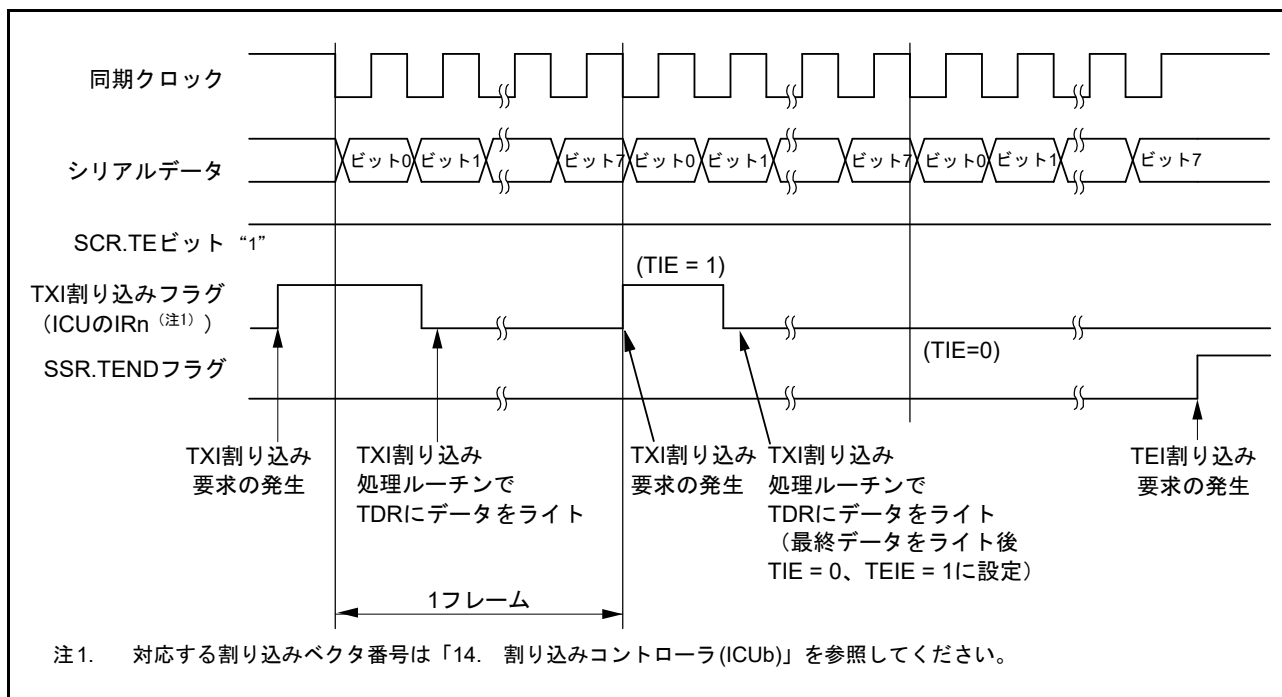 同期クロック
シリアルデータ
ビット0 ビット1 ビット7 ビット0 ビット1 ビット7 ビット0 ビット1 ビット7
SCR.TEビット “1”
(TIE = 1)
TXI割り込みフラグ
（ICUのIRn（注1））
(TIE=0)
SSR.TENDフラグ
TXI割り込み
要求の発生
TXI割り込み
処理ルーチンで
TDRにデータをライト
TXI割り込み
要求の発生
TXI割り込み
処理ルーチンで
TDRにデータをライト
（最終データをライト後
TIE = 0、TEIE = 1に設定）
TEI割り込み
要求の発生
1フレーム
注1. 対応する割り込みベクタ番号は「14. 割り込みコントローラ(ICUb)」を参照してください。